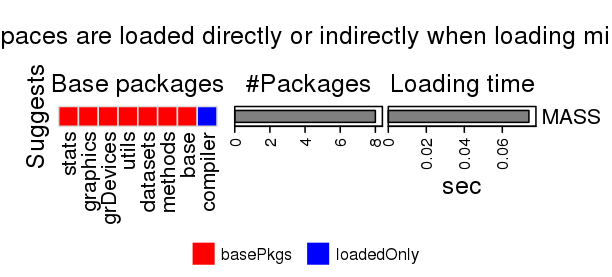 paces are loaded directly or indirectly when loading mi
Base packages #Packages Loading time
Suggests
MASS
stats
graphics
grDevices
utils
datasets
methods
base
compiler
0 2 4 6 8
0 0.02 0.04 0.06
sec
basePkgs loadedOnly